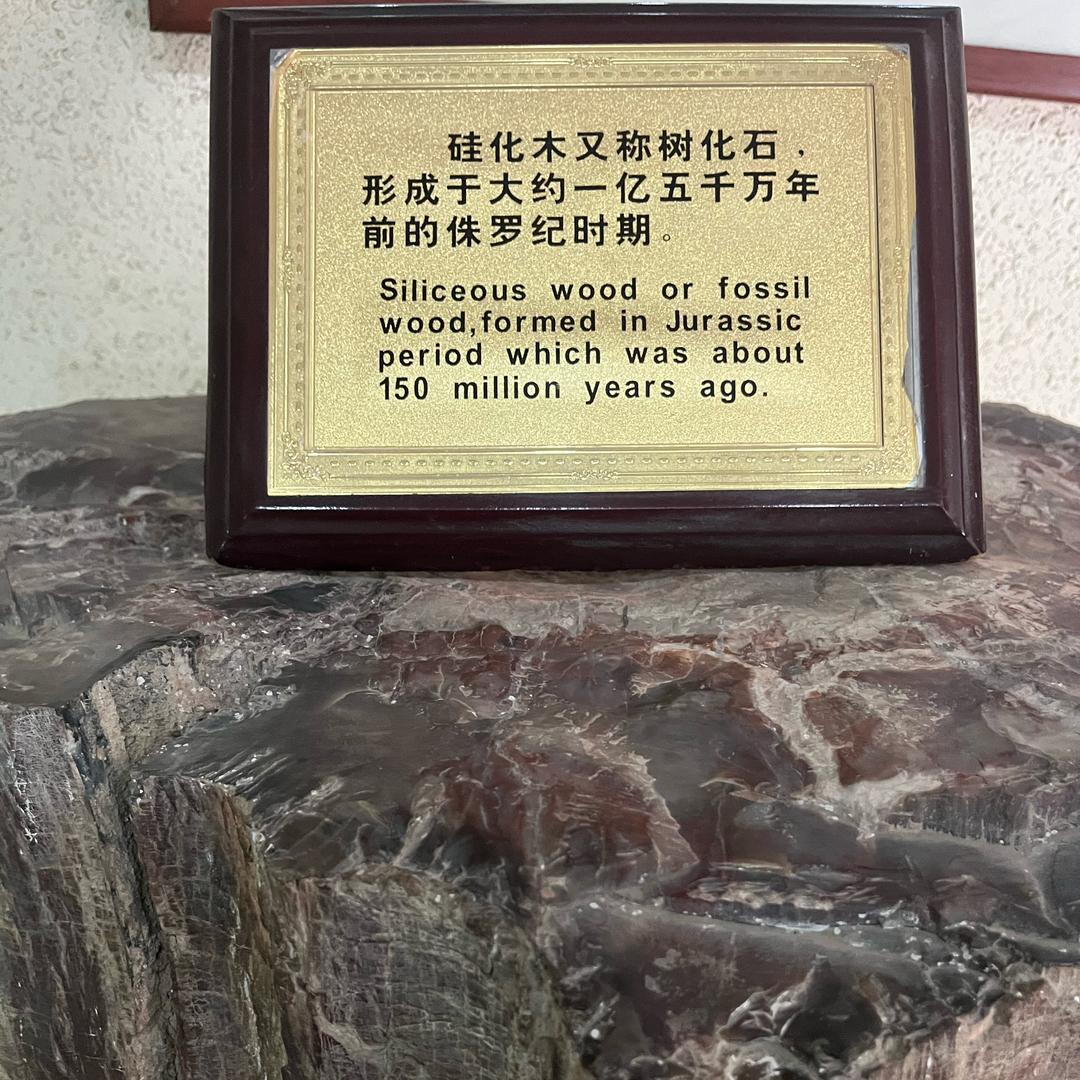 硅化木又称树化石，
形成于大约一亿五千万年
前的侏罗纪时期。
Siliceous wood or fossil
wood,formed in Jurassic
period which was about
150 million years ago.